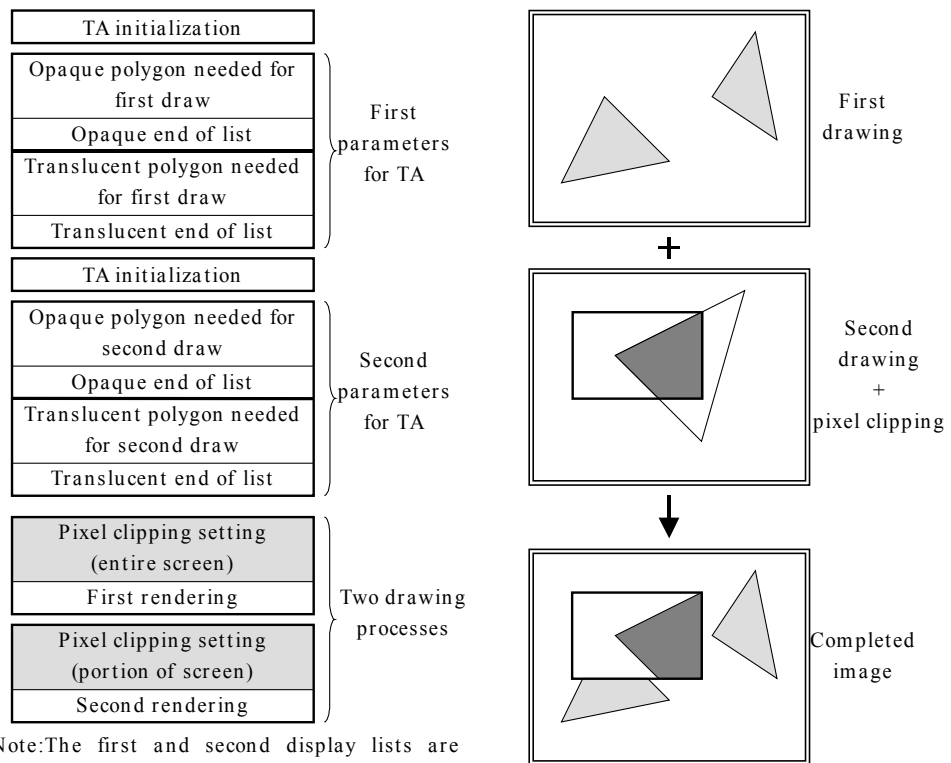 TA initialization
Opaque polygon needed for
first draw
Opaque end of list
Translucent polygon needed
for first draw
Translucent end of list
First
parameters
for TA
TA initialization
Opaque polygon needed for
second draw
Opaque end of list
Translucent polygon needed
for second draw
Translucent end of list
Second
parameters
for TA
Pixel clipping setting
(entire screen)
First rendering
Pixel clipping setting
(portion of screen)
Second rendering
Two drawing
processes
Note:The first and second display lists are
First
drawing
+
Second
drawing
+
pixel clipping
Completed
image